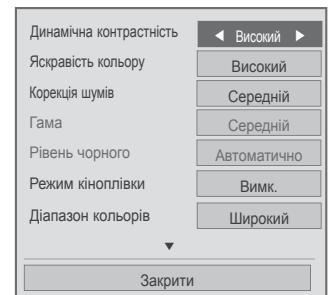 Динамічна контрастність ◄ Високий ►
Яскравість кольору Високий
Корекція шумів Середній
Гама Середній
Рівень чорного Автоматично
Режим кіноплівки Вимк.
Діапазон кольорів Широкий
▼
Закрити